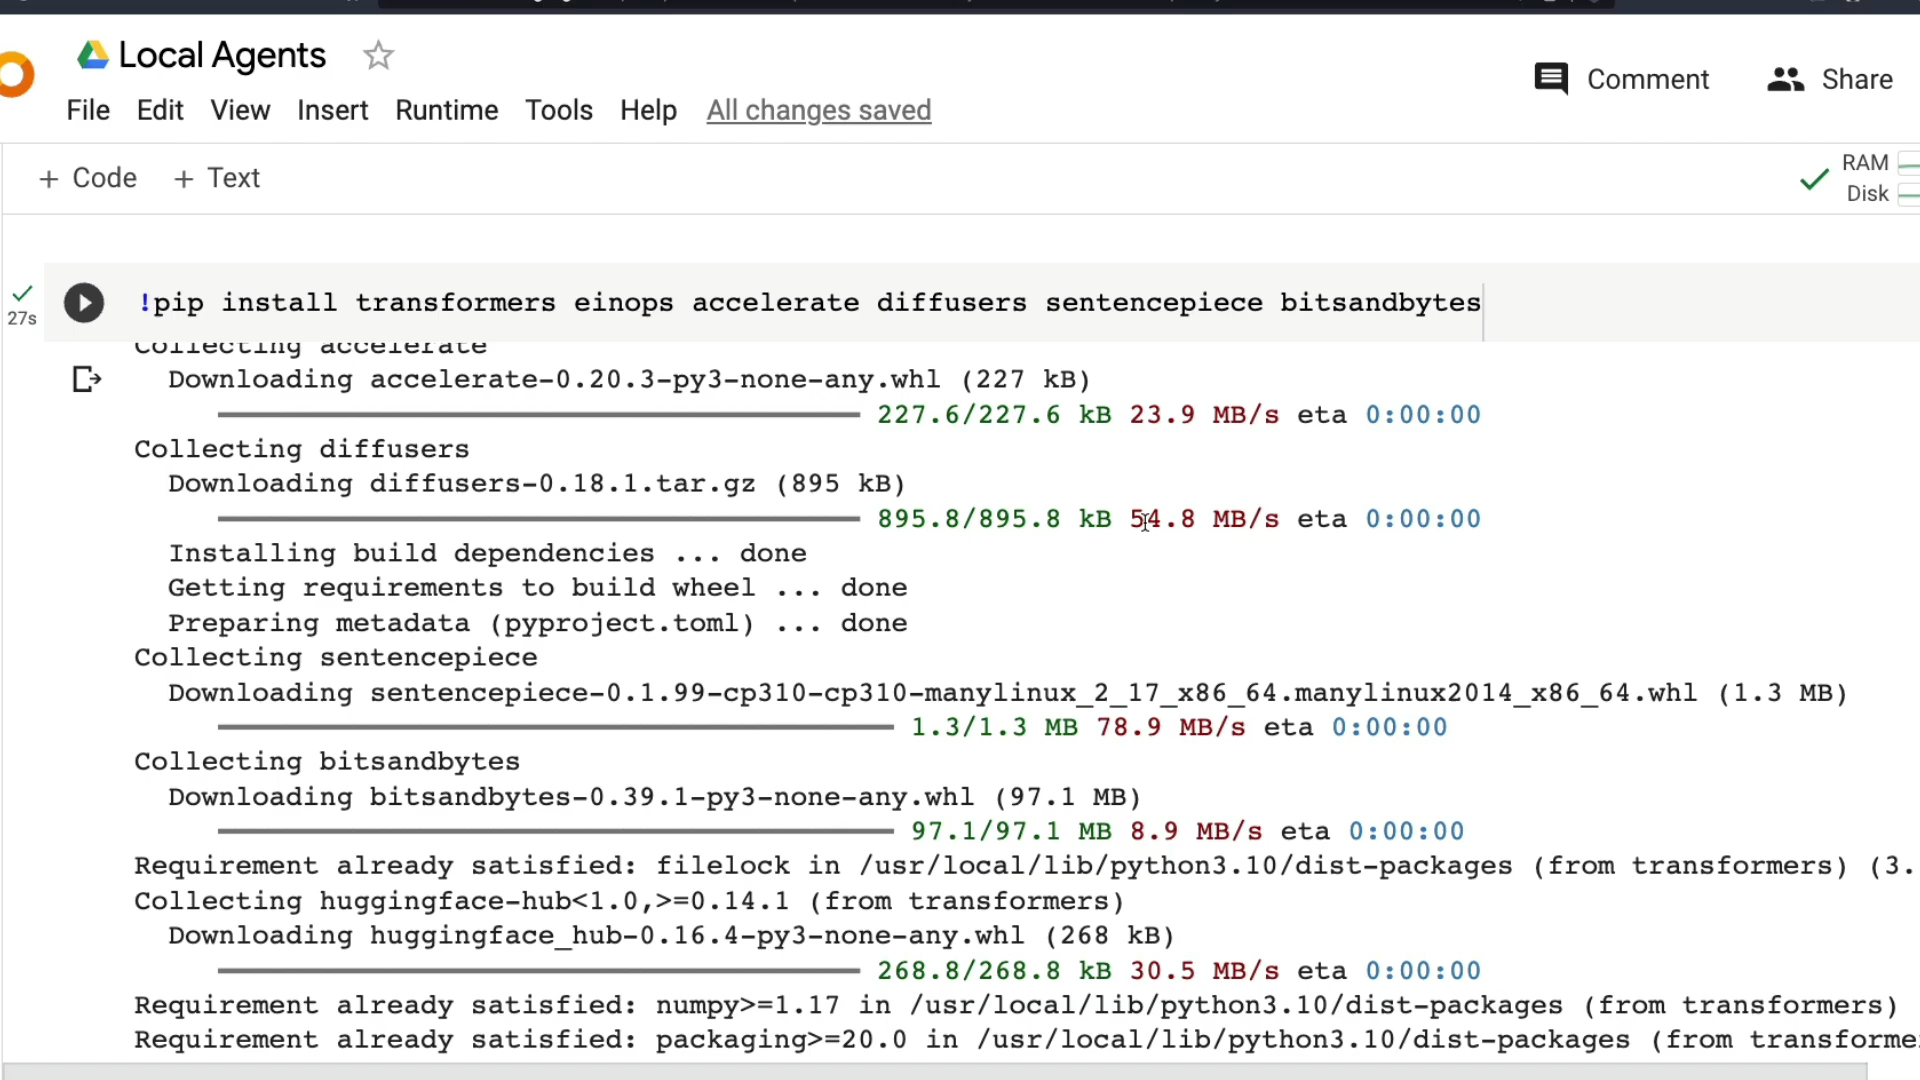 Local Agents
Comment
Share
File Edit View Insert Runtime Tools Help All changes saved
+ Code + Text
RAM
Disk
27s
!pip install transformers einops accelerate diffusers sentencepiece bitsandbytes
Collecting accelerate
Downloading accelerate-0.20.3-py3-none-any.whl (227 kB)
227.6/227.6 kB 23.9 MB/s eta 0:00:00
Collecting diffusers
Downloading diffusers-0.18.1.tar.gz (895 kB)
895.8/895.8 kB 54.8 MB/s eta 0:00:00
Installing build dependencies ... done
Getting requirements to build wheel ... done
Preparing metadata (pyproject.toml) ... done
Collecting sentencepiece
Downloading sentencepiece-0.1.99-cp310-cp310-manylinux_2_17_x86_64.manylinux2014_x86_64.whl (1.3 MB)
1.3/1.3 MB 78.9 MB/s eta 0:00:00
Collecting bitsandbytes
Downloading bitsandbytes-0.39.1-py3-none-any.whl (97.1 MB)
97.1/97.1 MB 8.9 MB/s eta 0:00:00
Requirement already satisfied: filelock in /usr/local/lib/python3.10/dist-packages (from transformers) (3.
Collecting huggingface-hub<1.0,>=0.14.1 (from transformers)
Downloading huggingface_hub-0.16.4-py3-none-any.whl (268 kB)
268.8/268.8 kB 30.5 MB/s eta 0:00:00
Requirement already satisfied: numpy>=1.17 in /usr/local/lib/python3.10/dist-packages (from transformers)
Requirement already satisfied: packaging>=20.0 in /usr/local/lib/python3.10/dist-packages (from transforme